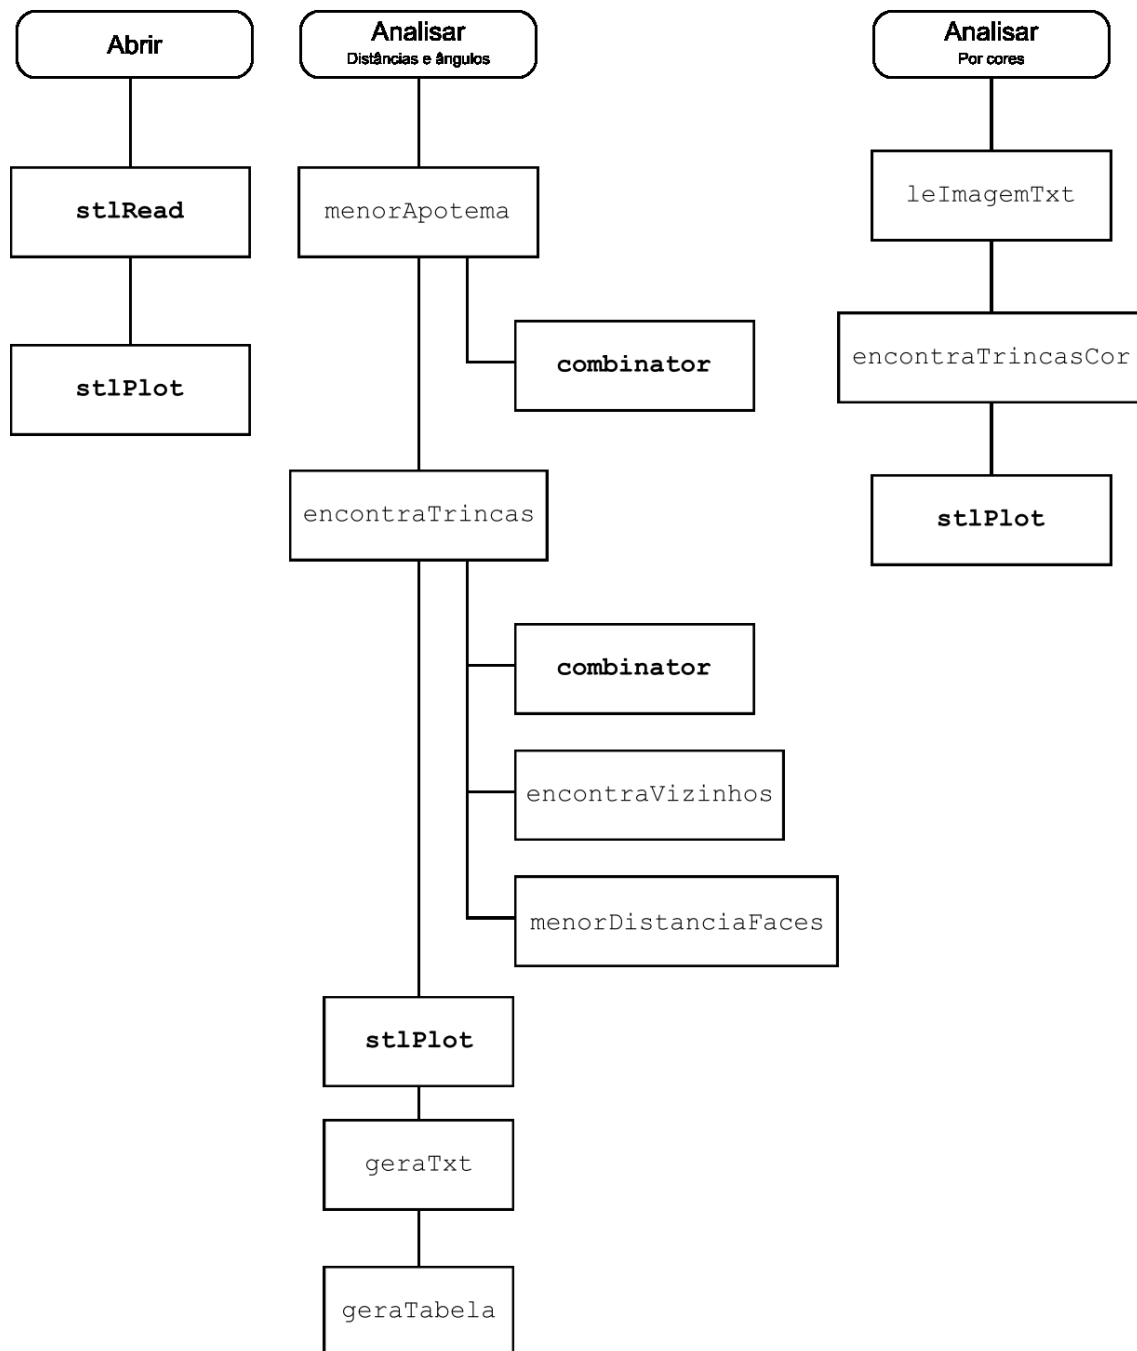 Abrir
stlRead
stlPlot
Analisar
Distâncias e ângulos
menorApotema
combinator
encontraTrincas
combinator
encontraVizinhos
menorDistanciaFaces
stlPlot
geraTxt
geraTabela
Analisar
Por cores
leImagemTxt
encontraTrincasCor
stlPlot